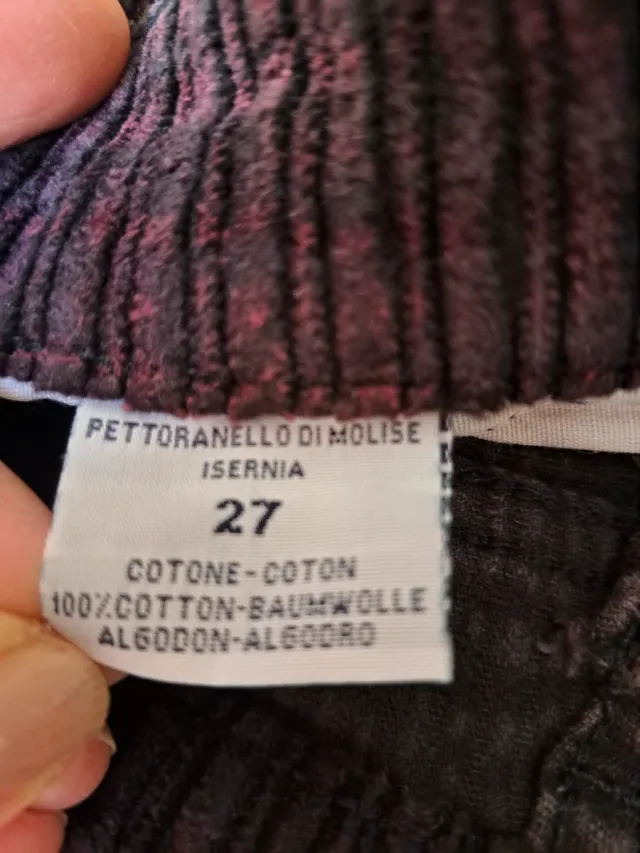 PETTORANELLO DI MOLISE
ISERNIA
27
COTONE-COTON
100%COTTON-BAUMWOLLE
ALGODON-ALGODRO